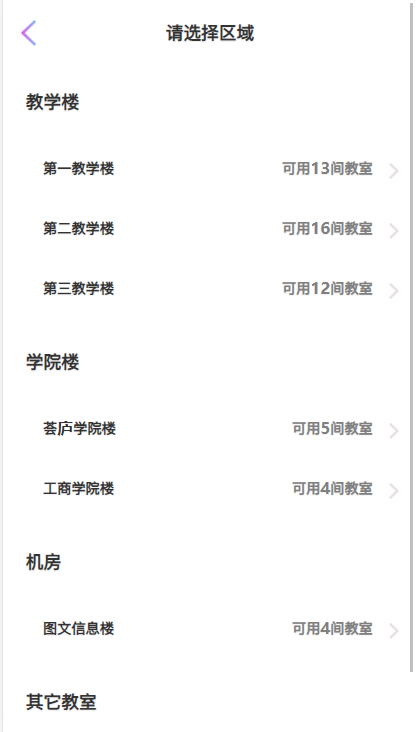 请选择区域
教学楼
第一教学楼 可用13间教室
第二教学楼 可用16间教室
第三教学楼 可用12间教室
学院楼
荟庐学院楼 可用5间教室
工商学院楼 可用4间教室
机房
图文信息楼 可用4间教室
其它教室